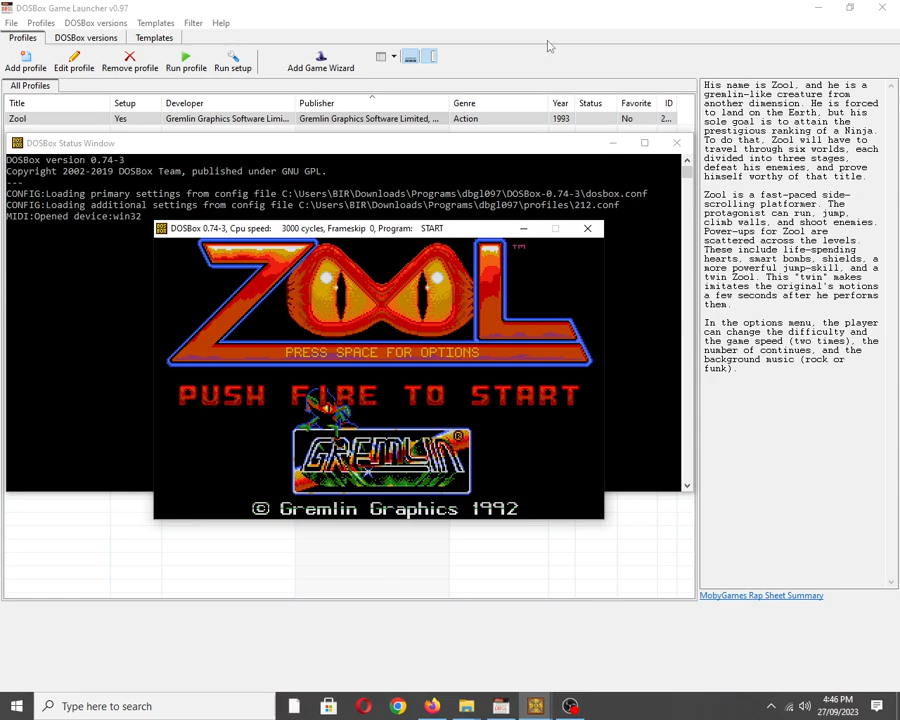 DOSBox Game Launcher v0.97
File Profiles DOSBox versions Templates Filter Help
Profiles DOSBox versions Templates
Add profile Edit profile Remove profile Run profile Run setup Add Game Wizard
All Profiles
Title Setup Developer Publisher Genre Year Status Favorite ID
Zool Yes Gremlin Graphics Software Limi... Gremlin Graphics Software Limited, ... Action 1993 No 2...
DOSBox Status Window
DOSBox version 0.74-3
Copyright 2002-2019 DOSBox Team, published under GNU GPL.
---
CONFIG:Loading primary settings from config file C:\Users\BIR\Downloads\Programs\dbgl097\DOSBox-0.74-3\dosbox.conf
CONFIG:Loading additional settings from config file C:\Users\BIR\Downloads\Programs\dbgl097\profiles\212.conf
MIDI:Opened device:win32
DOSBox 0.74-3, Cpu speed: 3000 cycles, Frameskip 0, Program: START
ZOOL TM
PRESS SPACE FOR OPTIONS
PUSH FIRE TO START
GREMLIN ®
© Gremlin Graphics 1992
His name is Zool, and he is a
gremlin-like creature from
another dimension. He is forced
to land on the Earth, but his
sole goal is to attain the
prestigious ranking of a Ninja.
To do that, Zool will have to
travel through six worlds, each
divided into three stages,
defeat his enemies, and prove
himself worthy of that title.
Zool is a fast-paced side-
scrolling platformer. The
protagonist can run, jump,
climb walls, and shoot enemies.
Power-ups for Zool are
scattered across the levels.
These include life-spending
hearts, smart bombs, shields, a
more powerful jump-skill, and a
twin Zool. This "twin" makes
imitates the original's motions
a few seconds after he performs
them.
In the options menu, the player
can change the difficulty and
the game speed (two times), the
number of continues, and the
background music (rock or
funk).
MobyGames Rap Sheet Summary
Type here to search
4:46 PM
27/09/2023